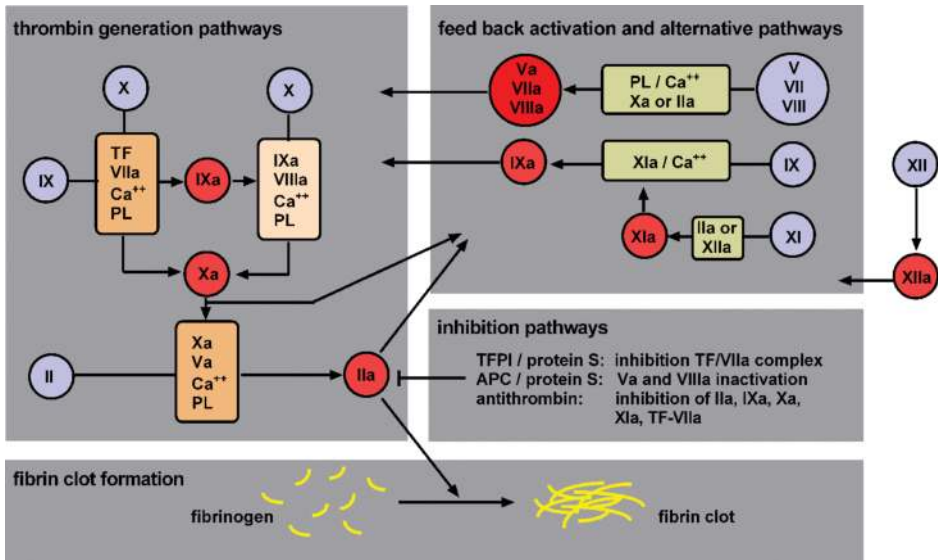 thrombin generation pathways
X
X
IX
TF
VIIa
Ca++
PL
IXa
IXa
VIIIa
Ca++
PL
Xa
II
Xa
Va
Ca++
PL
IIa
feed back activation and alternative pathways
Va
VIIa
VIIIa
PL / Ca++
Xa or IIa
V
VII
VIII
IXa
XIa / Ca++
IX
XIa
IIa or
XIIa
XI
XII
XIIa
inhibition pathways
TFPI / protein S: inhibition TF/VIIa complex
APC / protein S: Va and VIIIa inactivation
antithrombin: inhibition of IIa, IXa, Xa,
XIa, TF-VIIa
fibrin clot formation
fibrinogen
fibrin clot